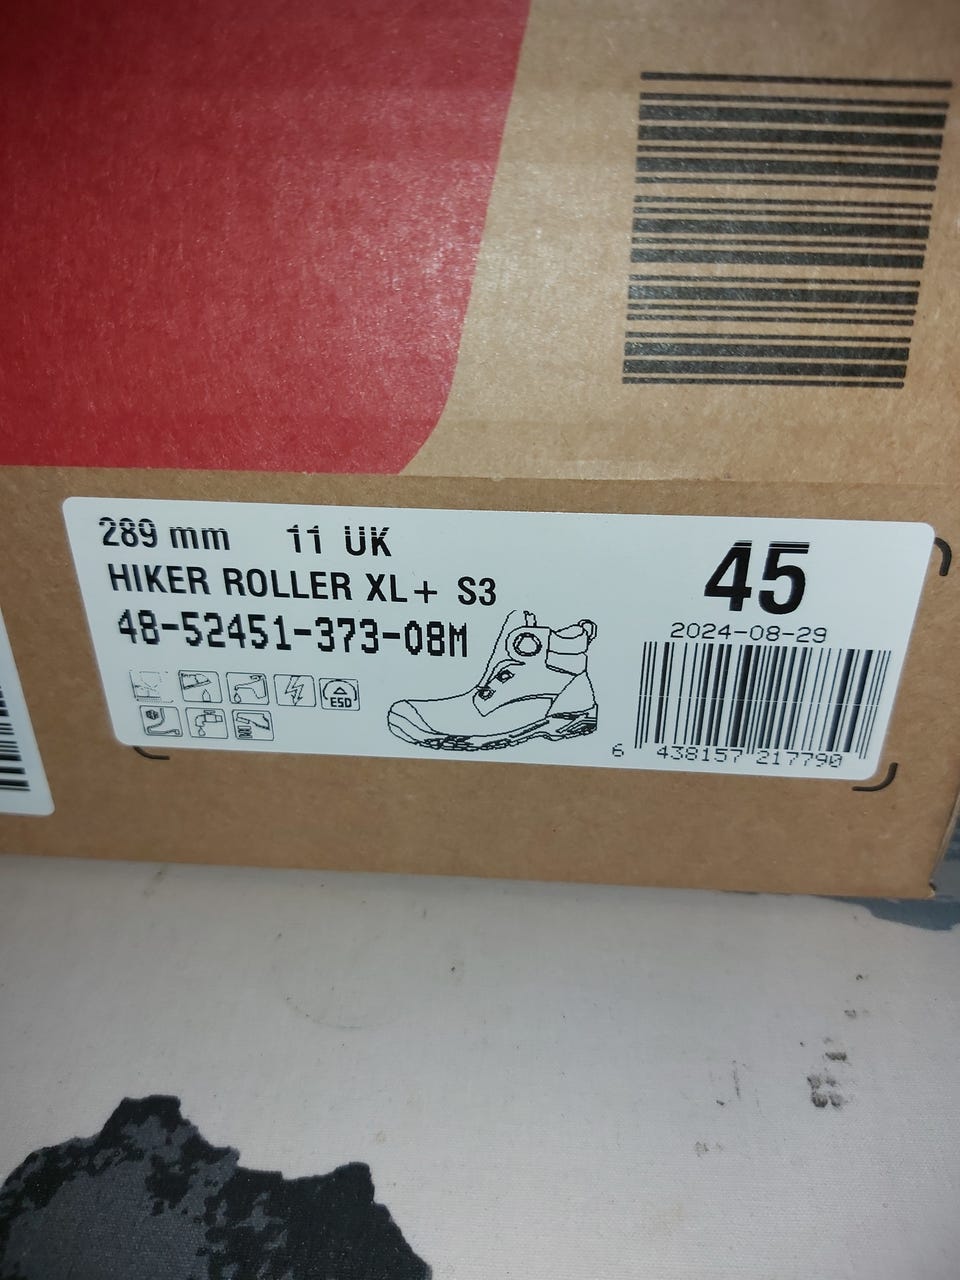 289 mm 11 UK
HIKER ROLLER XL+ S3
48-52451-373-08M
45
2024-08-29
ESD
6 438157 217790